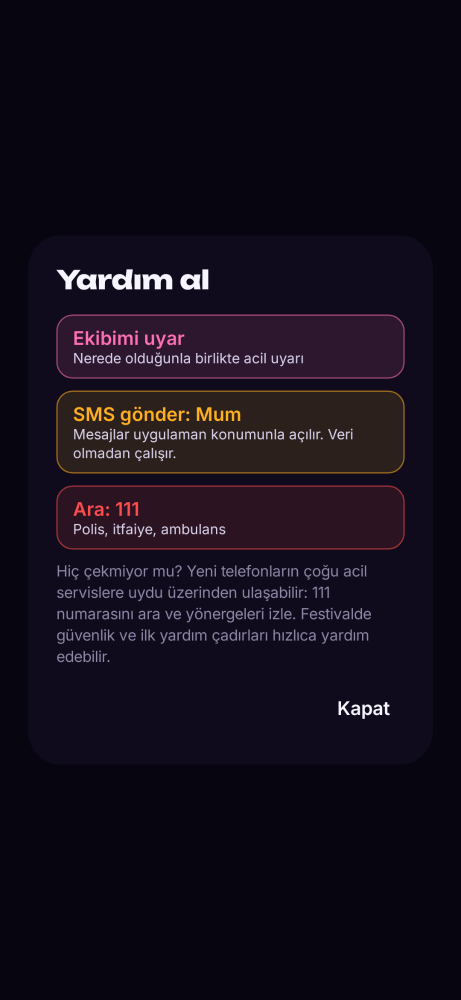 Yardım al
Ekibimi uyar
Nerede olduğunla birlikte acil uyarı
SMS gönder: Mum
Mesajlar uygulaman konumunla açılır. Veri
olmadan çalışır.
Ara: 111
Polis, itfaiye, ambulans
Hiç çekmiyor mu? Yeni telefonların çoğu acil
servislere uydu üzerinden ulaşabilir: 111
numarasını ara ve yönergeleri izle. Festivalde
güvenlik ve ilk yardım çadırları hızlıca yardım
edebilir.
Kapat